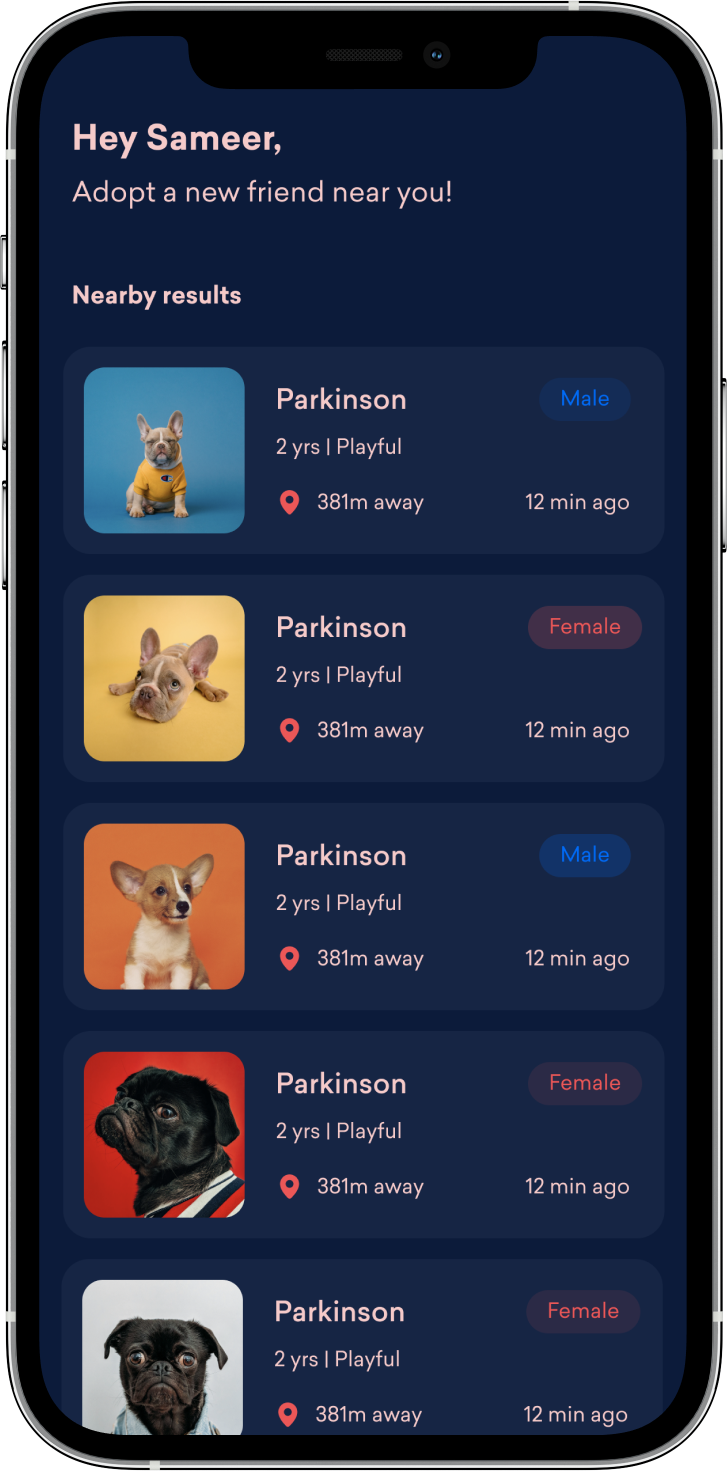 Hey Sameer,
Adopt a new friend near you!
Nearby results
Parkinson
Male
2 yrs | Playful
381m away
12 min ago
Parkinson
Female
2 yrs | Playful
381m away
12 min ago
Parkinson
Male
2 yrs | Playful
381m away
12 min ago
Parkinson
Female
2 yrs | Playful
381m away
12 min ago
Parkinson
Female
2 yrs | Playful
381m away
12 min ago